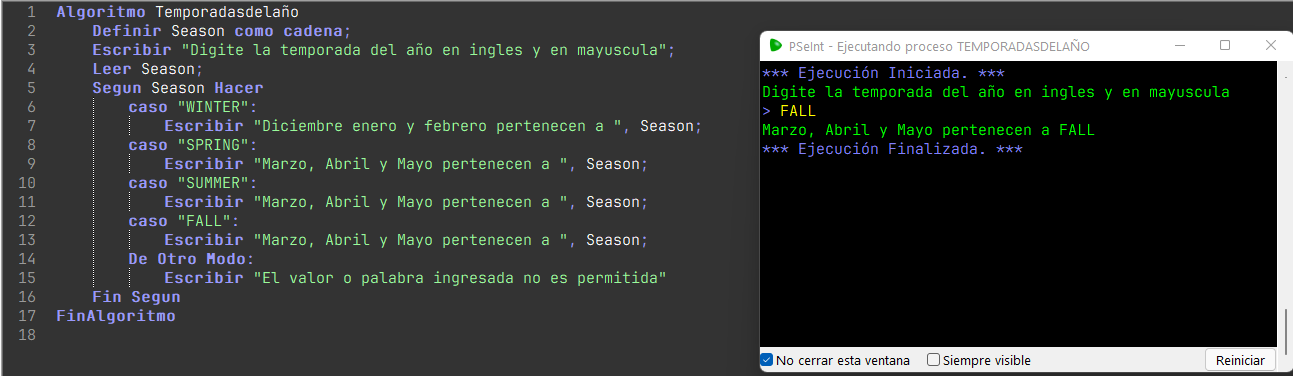 1 Algoritmo Temporadasdelaño
2 Definir Season como cadena;
3 Escribir "Digite la temporada del año en ingles y en mayuscula";
4 Leer Season;
5 Segun Season Hacer
6 caso "WINTER":
7 Escribir "Diciembre enero y febrero pertenecen a ", Season;
8 caso "SPRING":
9 Escribir "Marzo, Abril y Mayo pertenecen a ", Season;
10 caso "SUMMER":
11 Escribir "Marzo, Abril y Mayo pertenecen a ", Season;
12 caso "FALL":
13 Escribir "Marzo, Abril y Mayo pertenecen a ", Season;
14 De Otro Modo:
15 Escribir "El valor o palabra ingresada no es permitida"
16 Fin Segun
17 FinAlgoritmo
18
PSeInt - Ejecutando proceso TEMPORADASDELAÑO
*** Ejecución Iniciada. ***
Digite la temporada del año en ingles y en mayuscula
> FALL
Marzo, Abril y Mayo pertenecen a FALL
*** Ejecución Finalizada. ***
No cerrar esta ventana Siempre visible Reiniciar